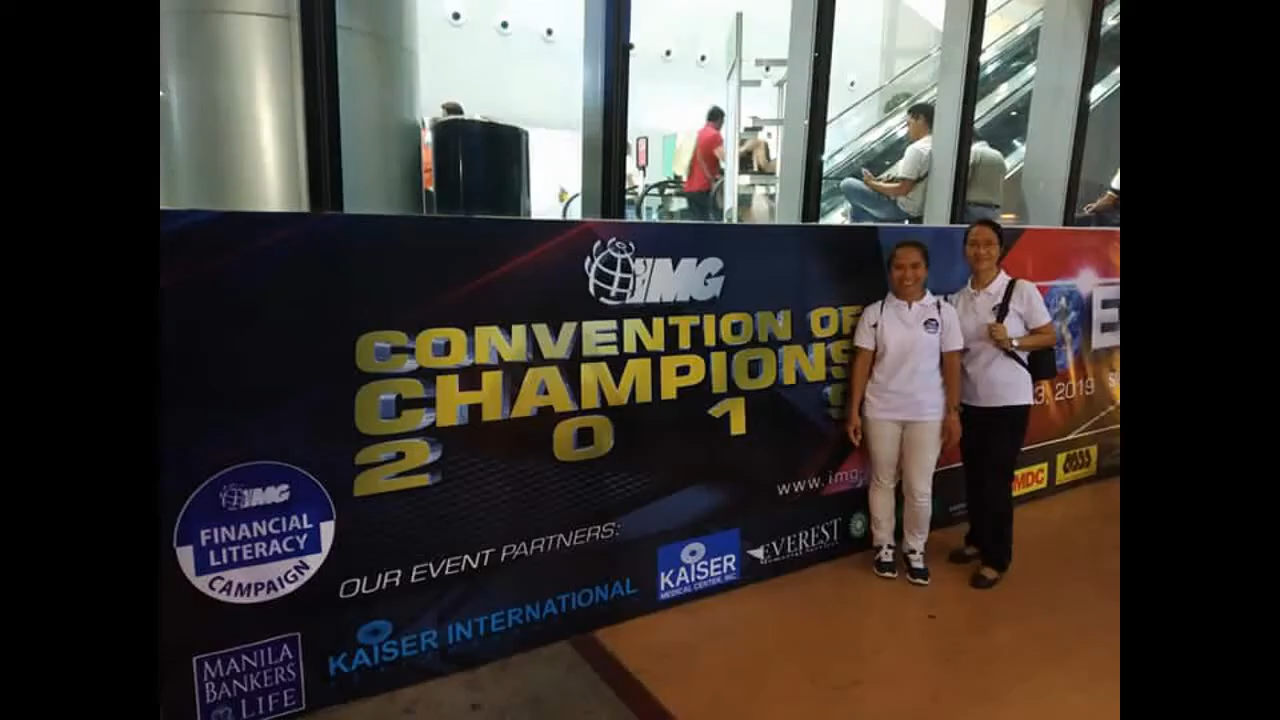 IMG
CONVENTION OF
CHAMPIONS
2 0 1
E
3, 2019
www.img
IMG
FINANCIAL
LITERACY
CAMPAIGN
OUR EVENT PARTNERS:
KAISER INTERNATIONAL
KAISER
MEDICAL CENTER, INC.
EVEREST
MDC
MANILA
BANKERS
LIFE